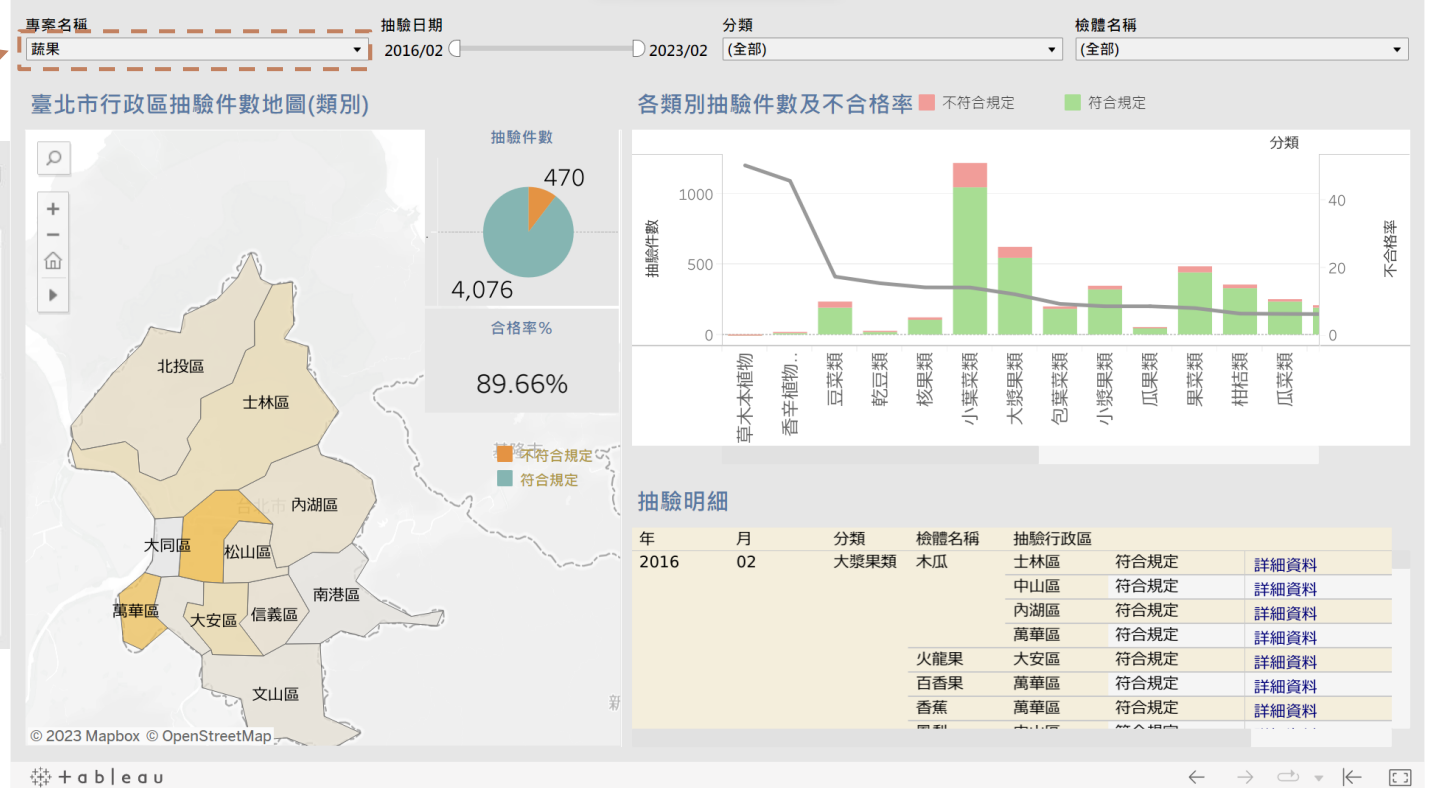 專案名稱
抽驗日期
分類
檢體名稱
蔬果
2016/02
2023/02
(全部)
(全部)
臺北市行政區抽驗件數地圖(類別)
抽驗件數
470
4,076
合格率%
89.66%
不符合規定
符合規定
北投區
士林區
台北市
內湖區
大同區
松山區
南港區
萬華區
大安區
信義區
文山區
新
© 2023 Mapbox © OpenStreetMap
各類別抽驗件數及不合格率
不符合規定
符合規定
分類
抽驗件數
1000
500
0
不合格率
40
20
0
草木本植物
香辛植物..
豆菜類
乾豆類
核果類
小葉菜類
大漿果類
包葉菜類
小漿果類
瓜果類
果菜類
柑桔類
瓜菜類
抽驗明細
年 月 分類 檢體名稱 抽驗行政區
2016 02 大漿果類 木瓜 士林區 符合規定 詳細資料
中山區 符合規定 詳細資料
內湖區 符合規定 詳細資料
萬華區 符合規定 詳細資料
火龍果 大安區 符合規定 詳細資料
百香果 萬華區 符合規定 詳細資料
香蕉 萬華區 符合規定 詳細資料
+ableau